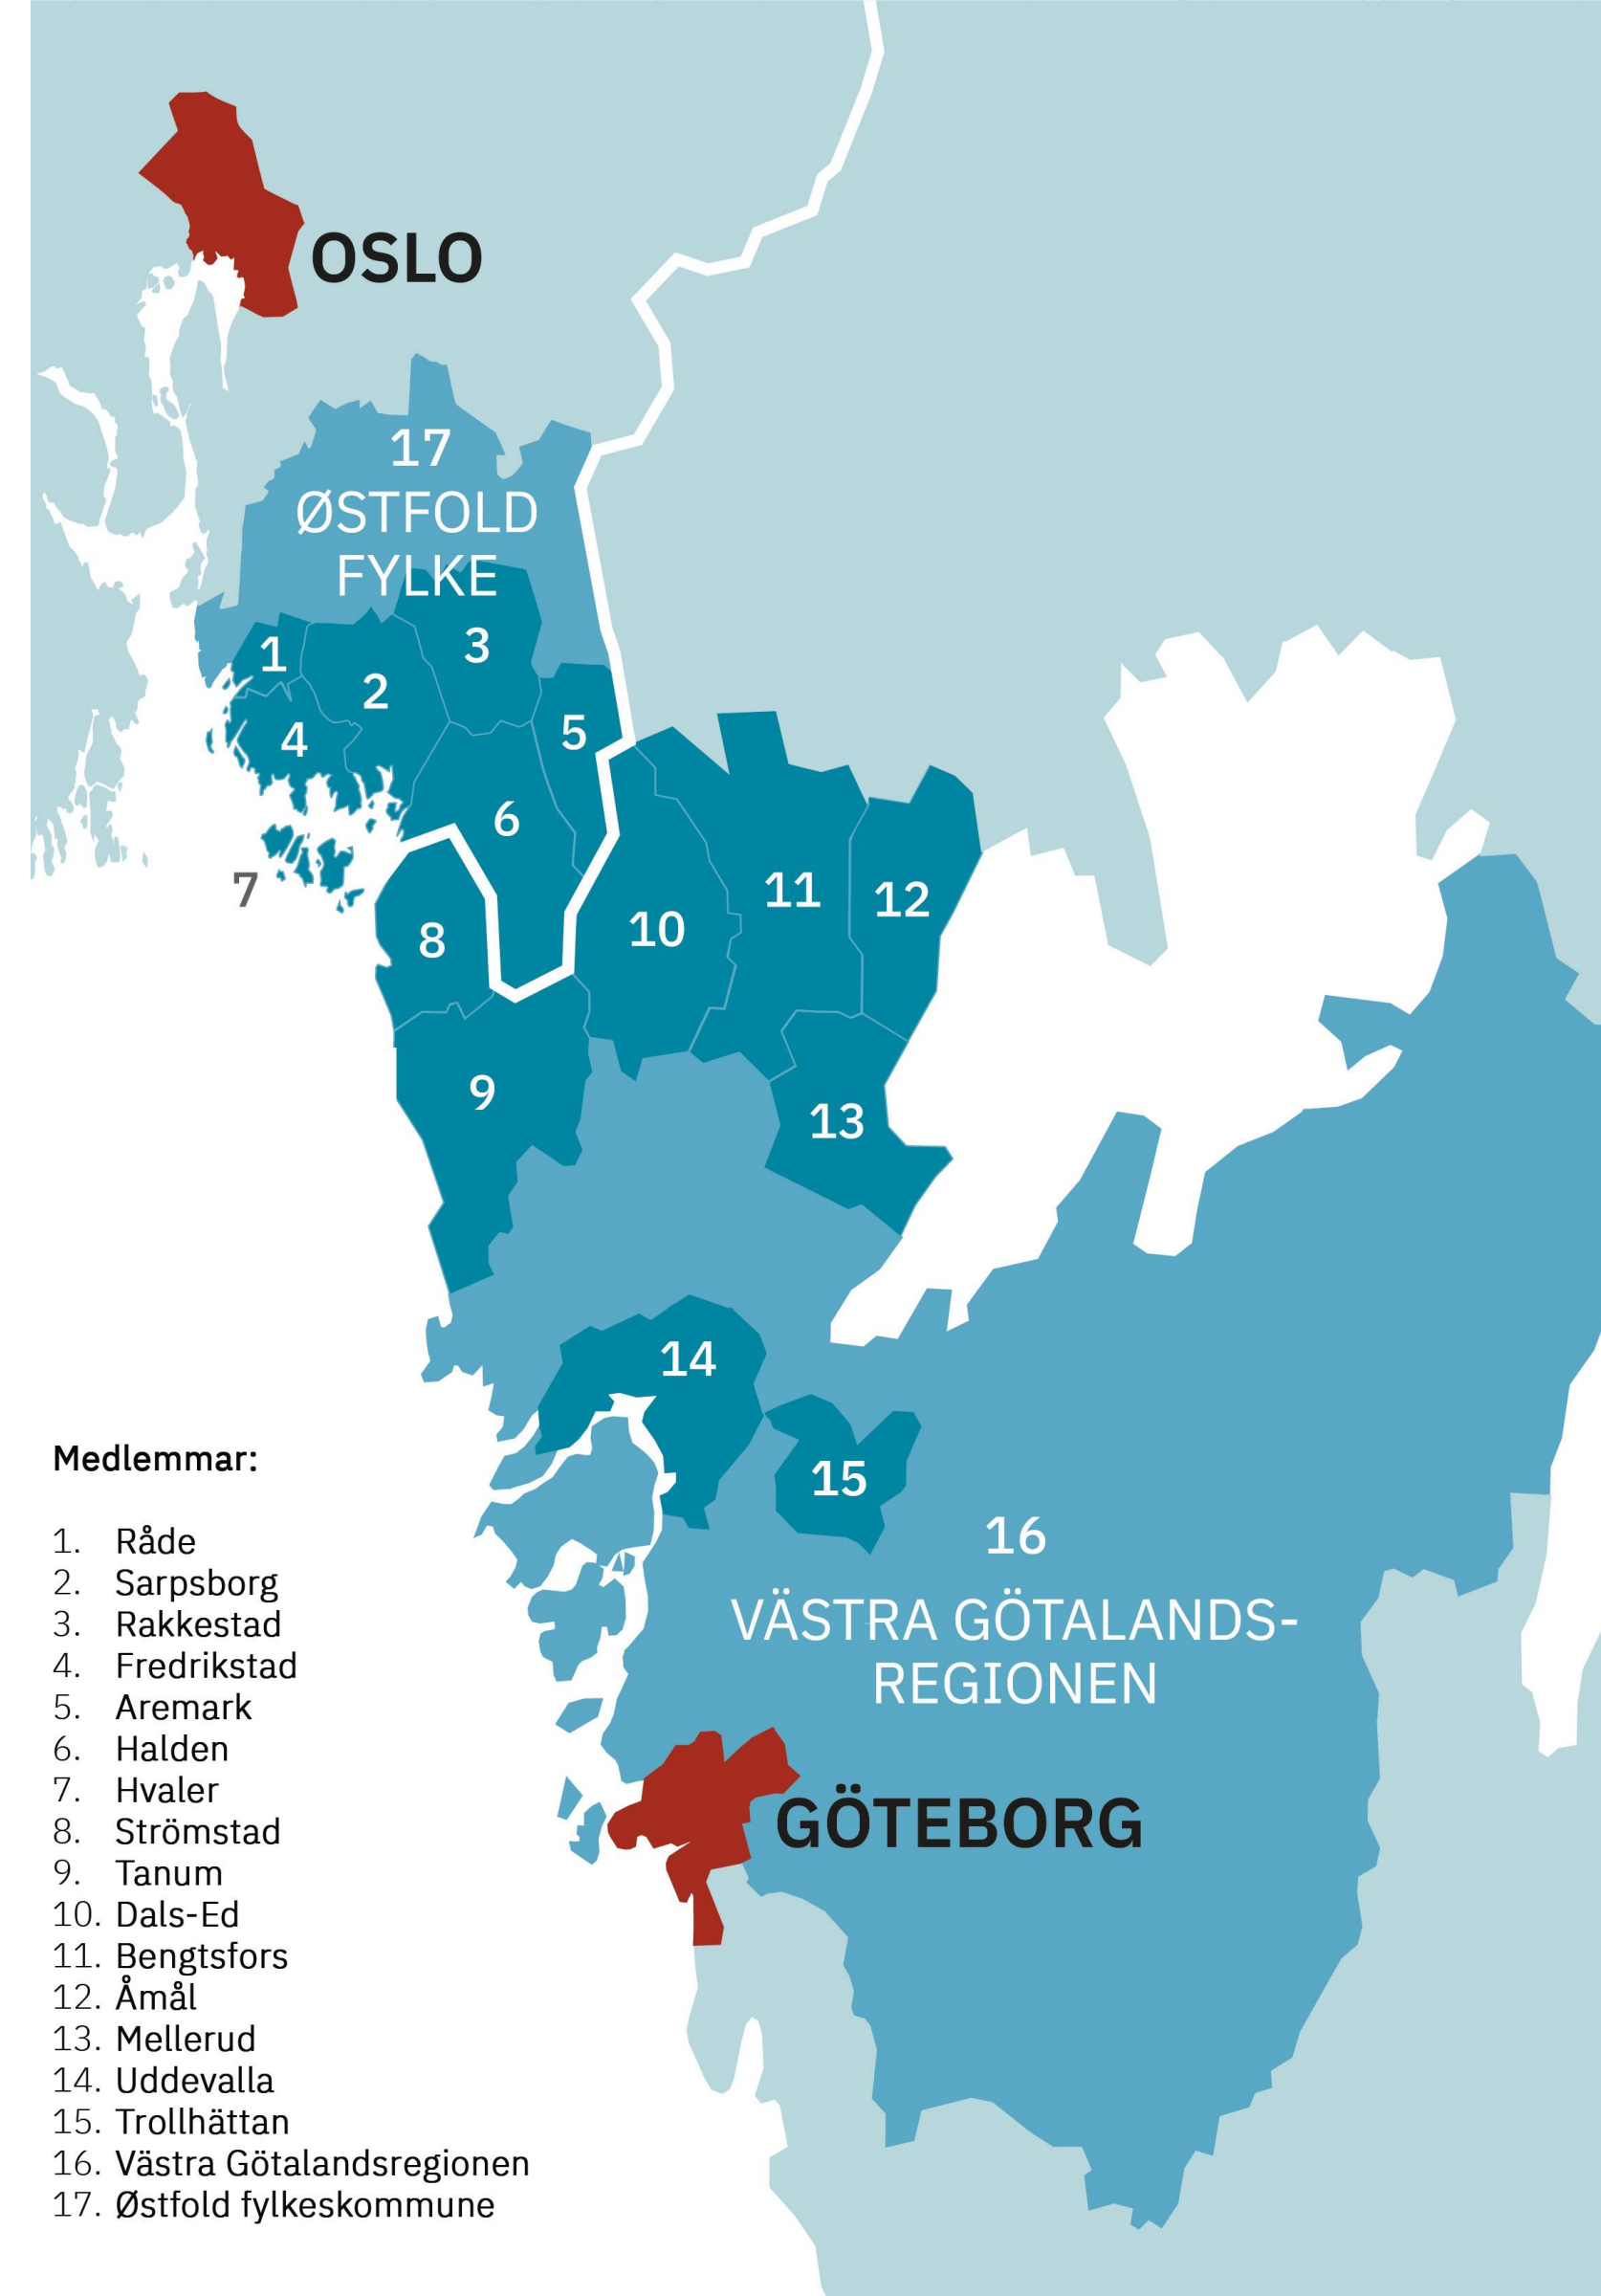 OSLO
17
ØSTFOLD
FYLKE
1
2
3
4
5
6
7
8
9
10
11
12
13
14
15
16
VÄSTRA GÖTALANDS-
REGIONEN
GÖTEBORG
Medlemmar:
1. Råde
2. Sarpsborg
3. Rakkestad
4. Fredrikstad
5. Aremark
6. Halden
7. Hvaler
8. Strömstad
9. Tanum
10. Dals-Ed
11. Bengtsfors
12. Åmål
13. Mellerud
14. Uddevalla
15. Trollhättan
16. Västra Götalandsregionen
17. Østfold fylkeskommune